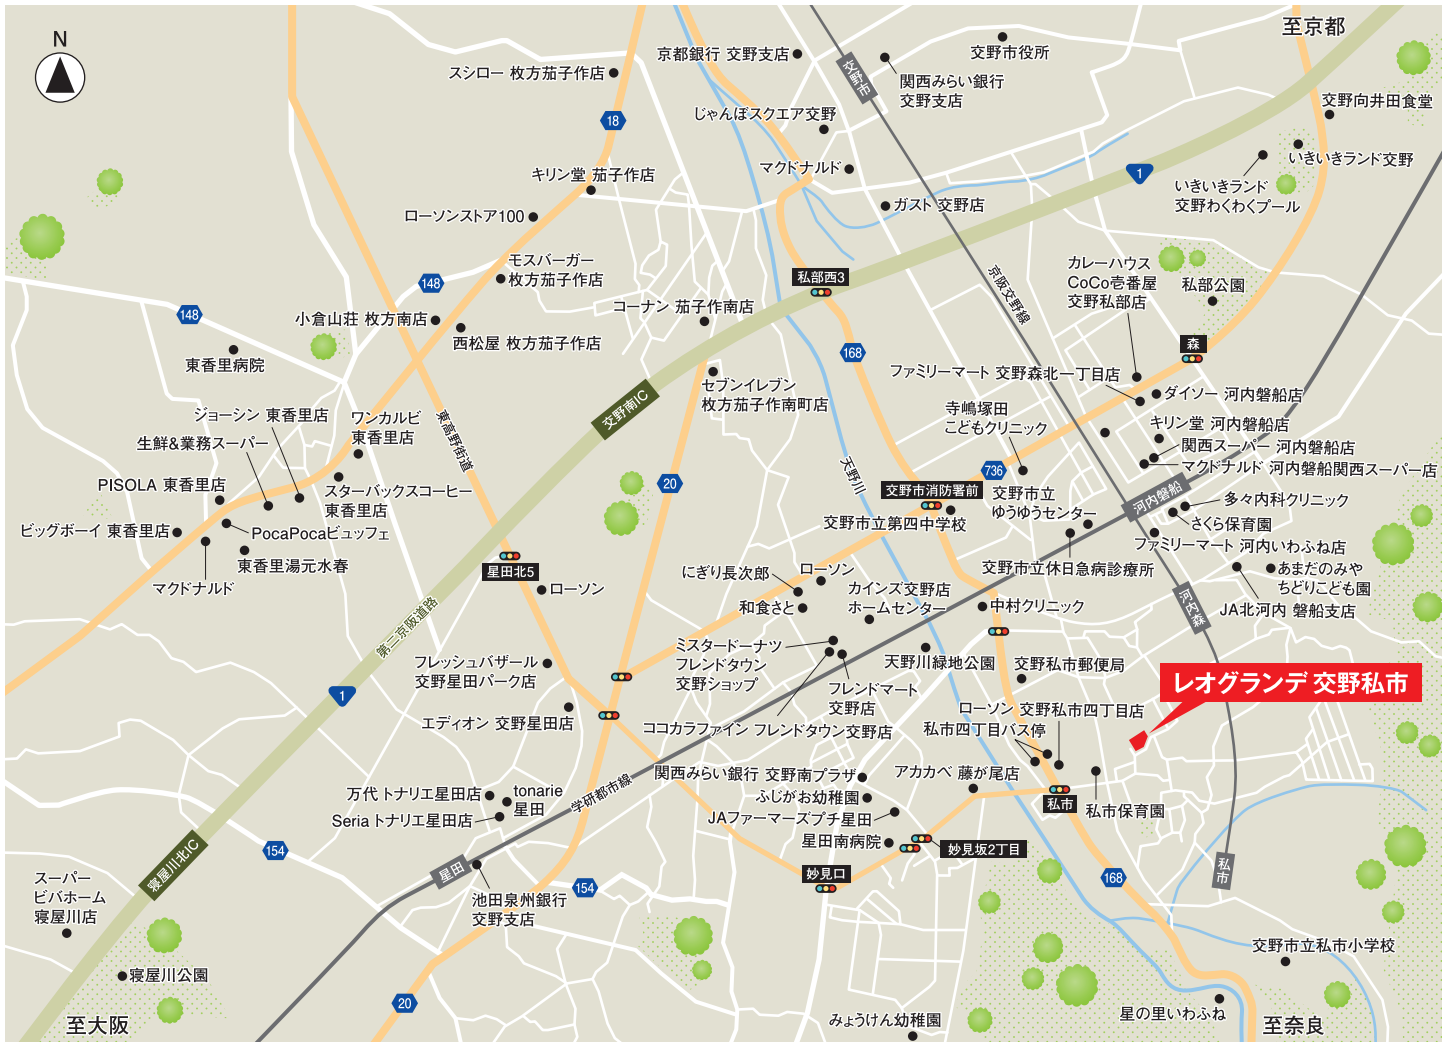 N
至京都
京都銀行 交野支店
交野市役所
交野市
スシロー 枚方茄子作店
関西みらい銀行
交野支店
交野向井田食堂
18
じゃんぼスクエア交野
いきいきランド交野
マクドナルド
1
キリン堂 茄子作店
いきいきランド
交野わくわくプール
ローソンストア100
ガスト 交野店
モスバーガー
枚方茄子作店
私部西3
京阪交野線
カレーハウス
CoCo壱番屋
交野私部店
私部公園
148
148
コーナン 茄子作南店
小倉山荘 枚方南店
西松屋 枚方茄子作店
168
森
東香里病院
ファミリーマート 交野森北一丁目店
セブンイレブン
枚方茄子作南町店
交野南IC
ダイソー 河内磐船店
寺嶋塚田
こどもクリニック
キリン堂 河内磐船店
関西スーパー 河内磐船店
マクドナルド 河内磐船関西スーパー店
ジョーシン 東香里店
ワンカルビ
東香里店
東高野街道
生鮮&業務スーパー
天野川
736
20
PISOLA 東香里店
スターバックスコーヒー
東香里店
交野市消防署前
交野市立
ゆうゆうセンター
河内磐船
多々内科クリニック
さくら保育園
ビッグボーイ 東香里店
PocaPocaビュッフェ
交野市立第四中学校
ファミリーマート 河内いわふね店
東香里湯元水春
マクドナルド
星田北5
ローソン
にぎり長次郎
ローソン
交野市立休日急病診療所
あまだのみや
ちどりこども園
和食さと
カインズ交野店
ホームセンター
中村クリニック
JA北河内 磐船支店
河内森
第二京阪道路
ミスタードーナツ
フレンドタウン
交野ショップ
天野川緑地公園
交野私市郵便局
フレッシュバザール
交野星田パーク店
フレンドマート
交野店
レオグランデ 交野私市
1
エディオン 交野星田店
ココカラファイン フレンドタウン交野店
ローソン 交野私市四丁目店
私市四丁目バス停
学研都市線
関西みらい銀行 交野南プラザ
アカカベ 藤が尾店
万代 トナリエ星田店
tonarie
星田
ふじがお幼稚園
私市
私市保育園
Seria トナリエ星田店
JAファーマーズプチ星田
星田南病院
妙見坂2丁目
154
寝屋川北IC
星田
妙見口
私市
168
スーパー
ビバホーム
寝屋川店
154
池田泉州銀行
交野支店
交野市立私市小学校
寝屋川公園
20
星の里いわふね
至大阪
みょうけん幼稚園
至奈良